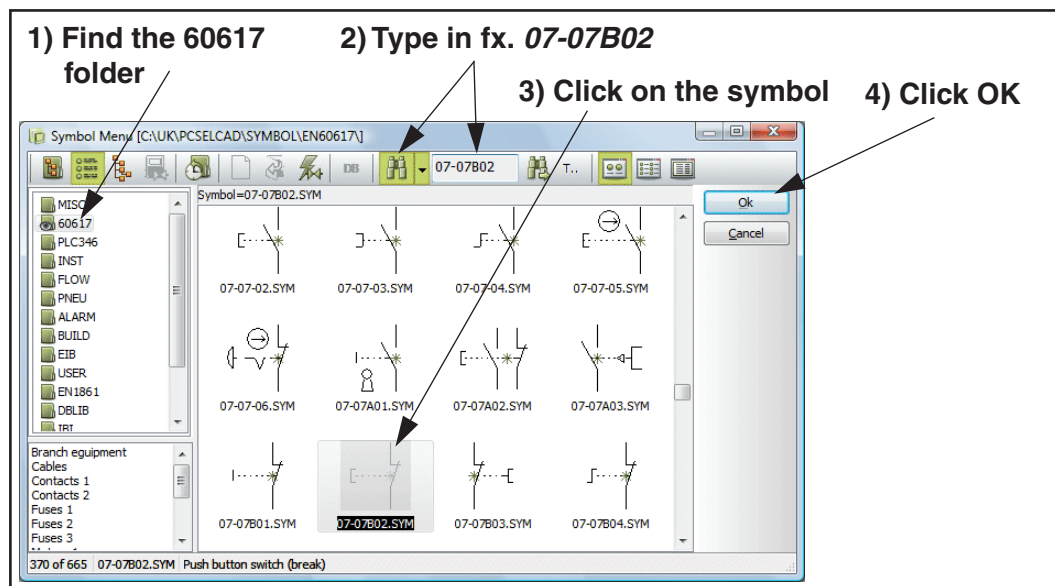 1) Find the 60617
folder
2) Type in fx. 07-07B02
3) Click on the symbol
4) Click OK
Symbol Menu [C:\UK\PCSELCAD\SYMBOL\EN60617\]
DB
07-07B02
T..
MISC
60617
PLC346
INST
FLOW
PNEU
ALARM
BUILD
EIB
USER
EN1861
DBLIB
Symbol=07-07B02.SYM
07-07-02.SYM 07-07-03.SYM 07-07-04.SYM 07-07-05.SYM
07-07-06.SYM 07-07A01.SYM 07-07A02.SYM 07-07A03.SYM
07-07B01.SYM 07-07B02.SYM 07-07B03.SYM 07-07B04.SYM
Ok
Cancel
Branch equipment
Cables
Contacts 1
Contacts 2
Fuses 1
Fuses 2
Fuses 3
370 of 665 07-07B02.SYM Push button switch (break)